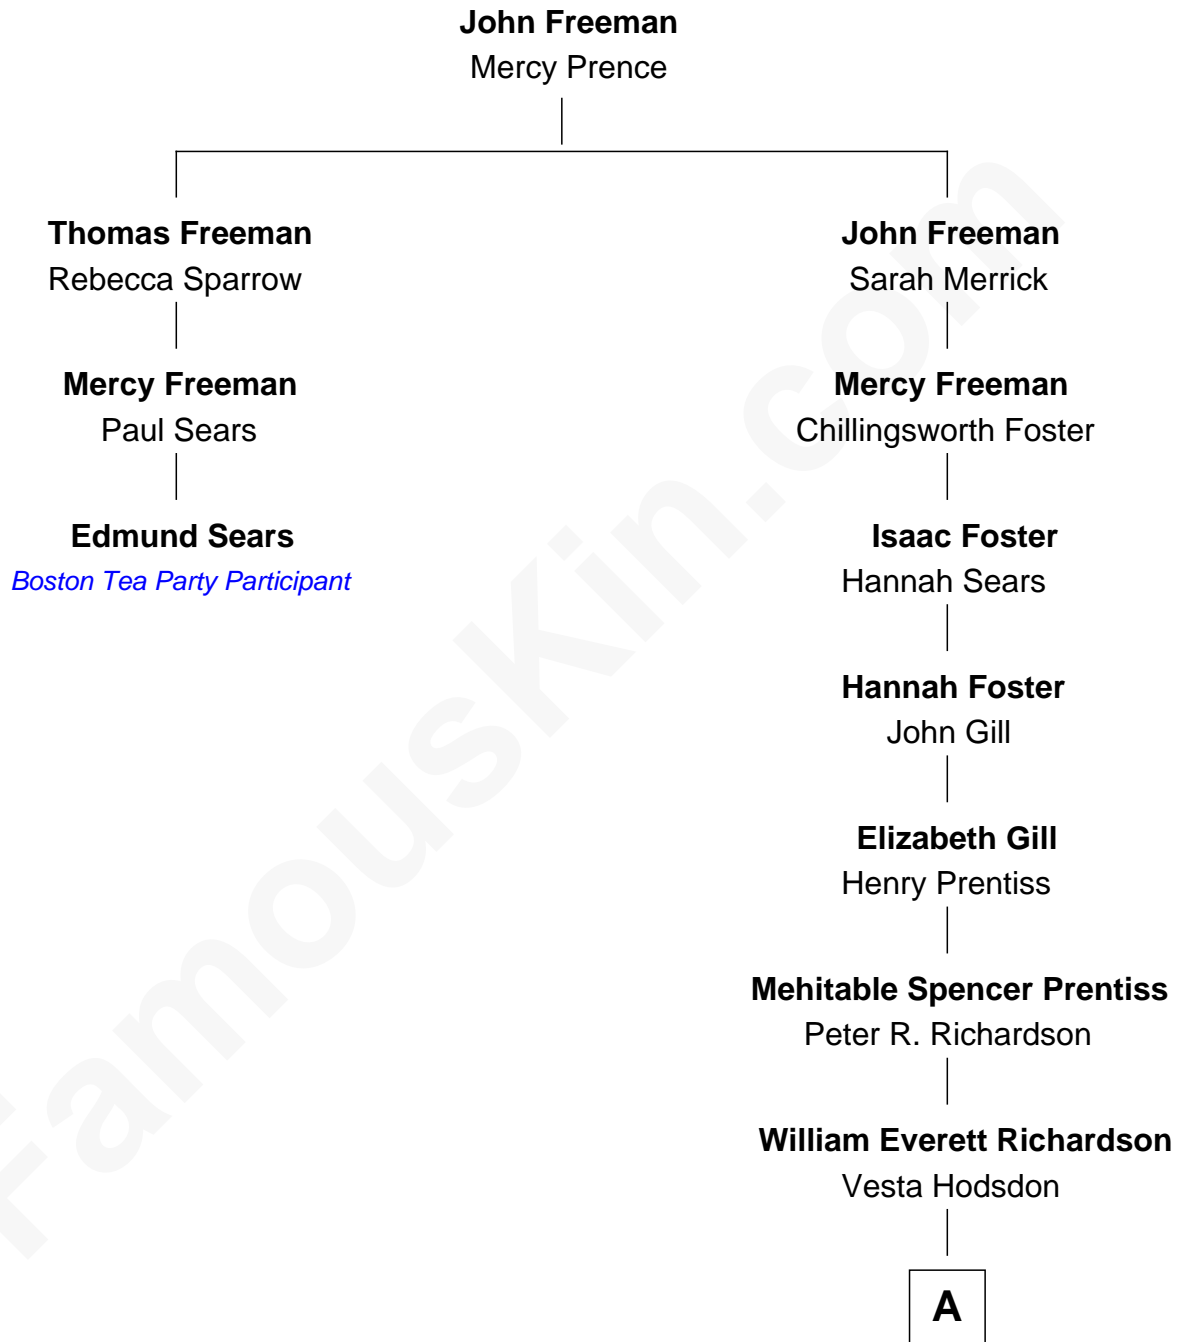 John Freeman
Mercy Prence
Thomas Freeman
Rebecca Sparrow
Mercy Freeman
Paul Sears
Edmund Sears
Boston Tea Party Participant
John Freeman
Sarah Merrick
Mercy Freeman
Chillingsworth Foster
Isaac Foster
Hannah Sears
Hannah Foster
John Gill
Elizabeth Gill
Henry Prentiss
Mehitable Spencer Prentiss
Peter R. Richardson
William Everett Richardson
Vesta Hodsdon
A
FamousKin.com